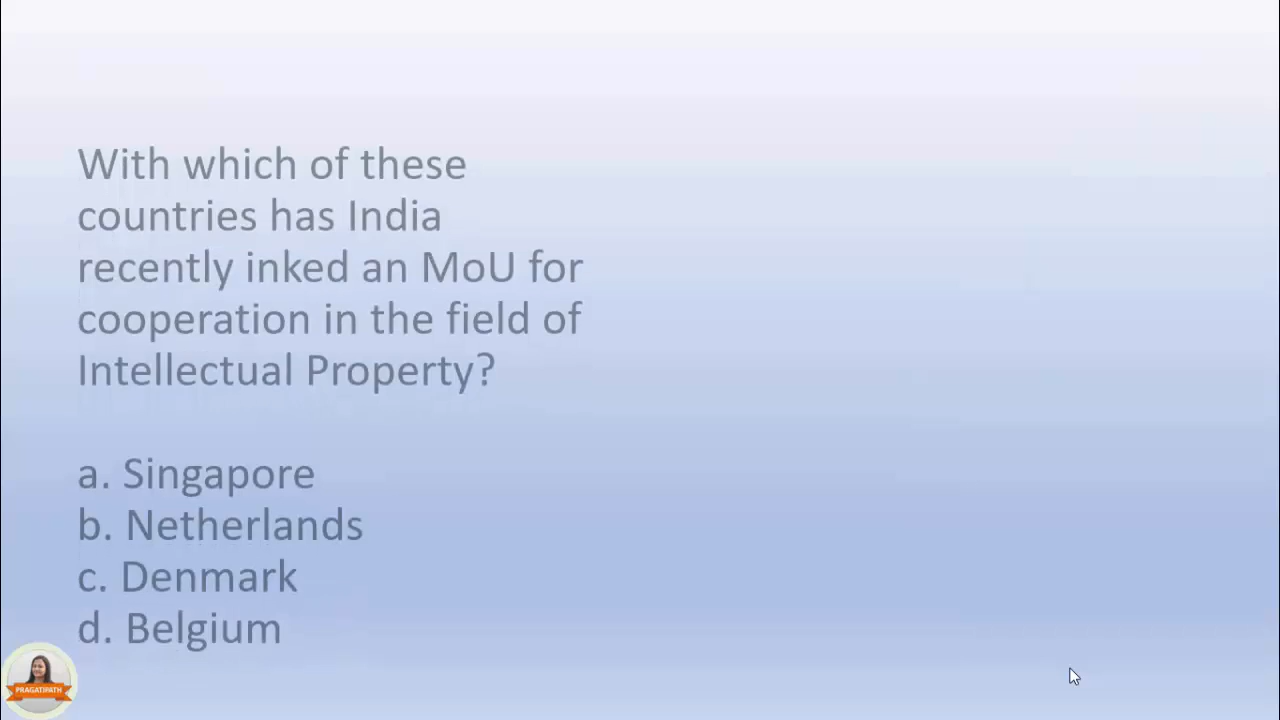 With which of these
countries has India
recently inked an MoU for
cooperation in the field of
Intellectual Property?
a. Singapore
b. Netherlands
c. Denmark
d. Belgium
PRAGATIPATH